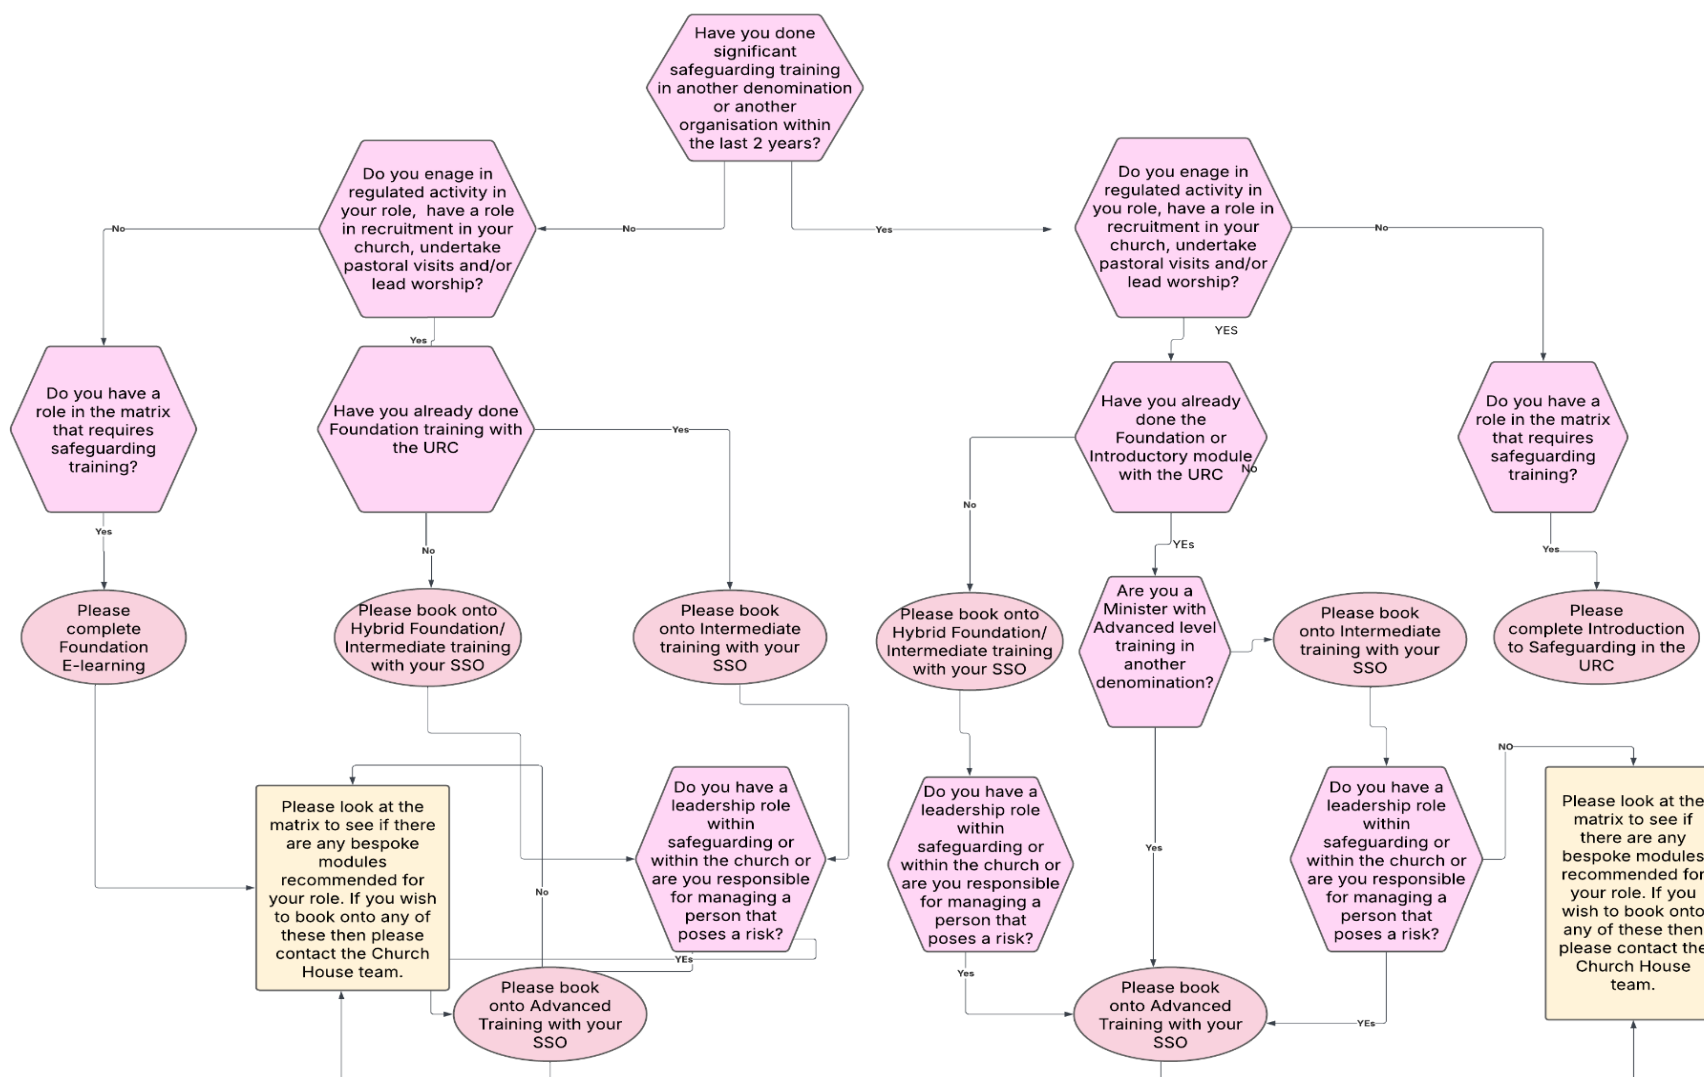 Have you done
significant
safeguarding training
in another denomination
or another
organisation within
the last 2 years?
Do you enage in
regulated activity in
your role, have a role
in recruitment in your
church, undertake
pastoral visits and/or
lead worship?
Do you enage in
regulated activity in
you role, have a role in
recruitment in your
church, undertake
pastoral visits and/or
lead worship?
No
No
Yes
No
Yes
YES
Do you have a
role in the matrix
that requires
safeguarding
training?
Have you already done
Foundation training with
the URC
Yes
Have you already
done the
Foundation or
Introductory module
with the URC
No
Do you have a
role in the matrix
that requires
safeguarding
training?
Yes
No
No
YEs
Yes
Please
complete
Foundation
E-learning
Please book onto
Hybrid Foundation/
Intermediate training
with your SSO
Please book
onto Intermediate
training with your
SSO
Please book onto
Hybrid Foundation/
Intermediate training
with your SSO
Are you a
Minister with
Advanced level
training in
another
denomination?
Please book
onto Intermediate
training with your
SSO
Please
complete Introduction
to Safeguarding in the
URC
Please look at the
matrix to see if there
are any bespoke
modules
recommended for
your role. If you wish
to book onto any of
these then please
contact the Church
House team.
No
Do you have a
leadership role
within
safeguarding or
within the church or
are you responsible
for managing a
person that
poses a risk?
YEs
Do you have a
leadership role
within
safeguarding or
within the church or
are you responsible
for managing a
person that
poses a risk?
Yes
Yes
Do you have a
leadership role
within
safeguarding or
within the church or
are you responsible
for managing a
person that
poses a risk?
NO
YEs
Please look at the
matrix to see if
there are any
bespoke modules
recommended for
your role. If you
wish to book onto
any of these then
please contact the
Church House
team.
Please book
onto Advanced
Training with your
SSO
Please book
onto Advanced
Training with your
SSO